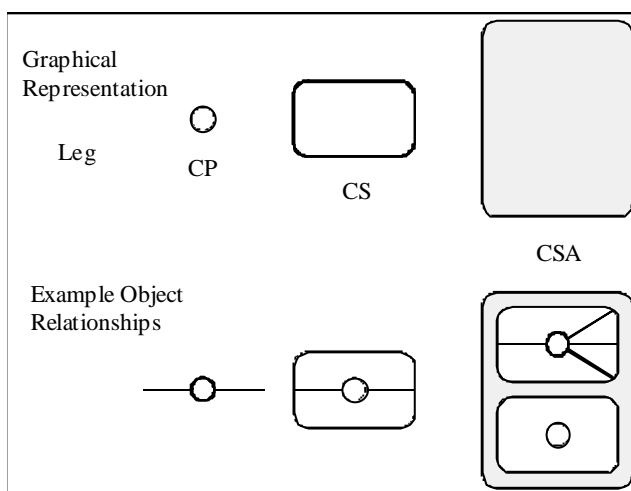 Graphical
Representation
Leg
CP
CS
CSA
Example Object
Relationships